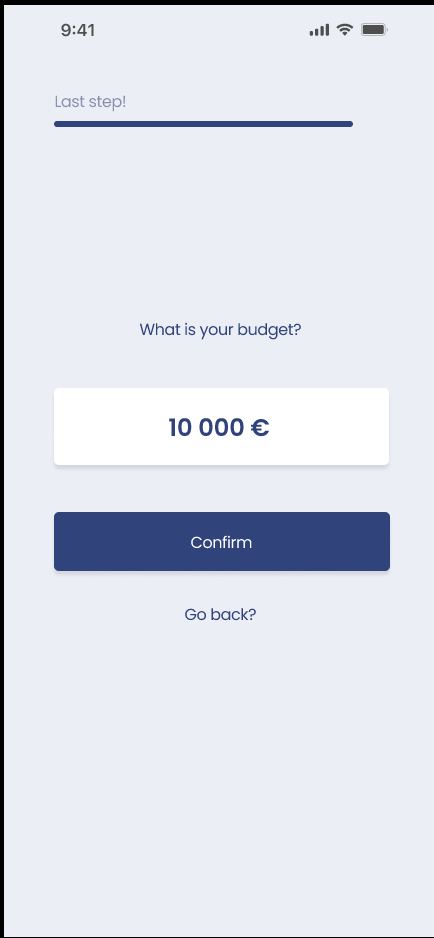 9:41
Last step!
What is your budget?
10 000 €
Confirm
Go back?